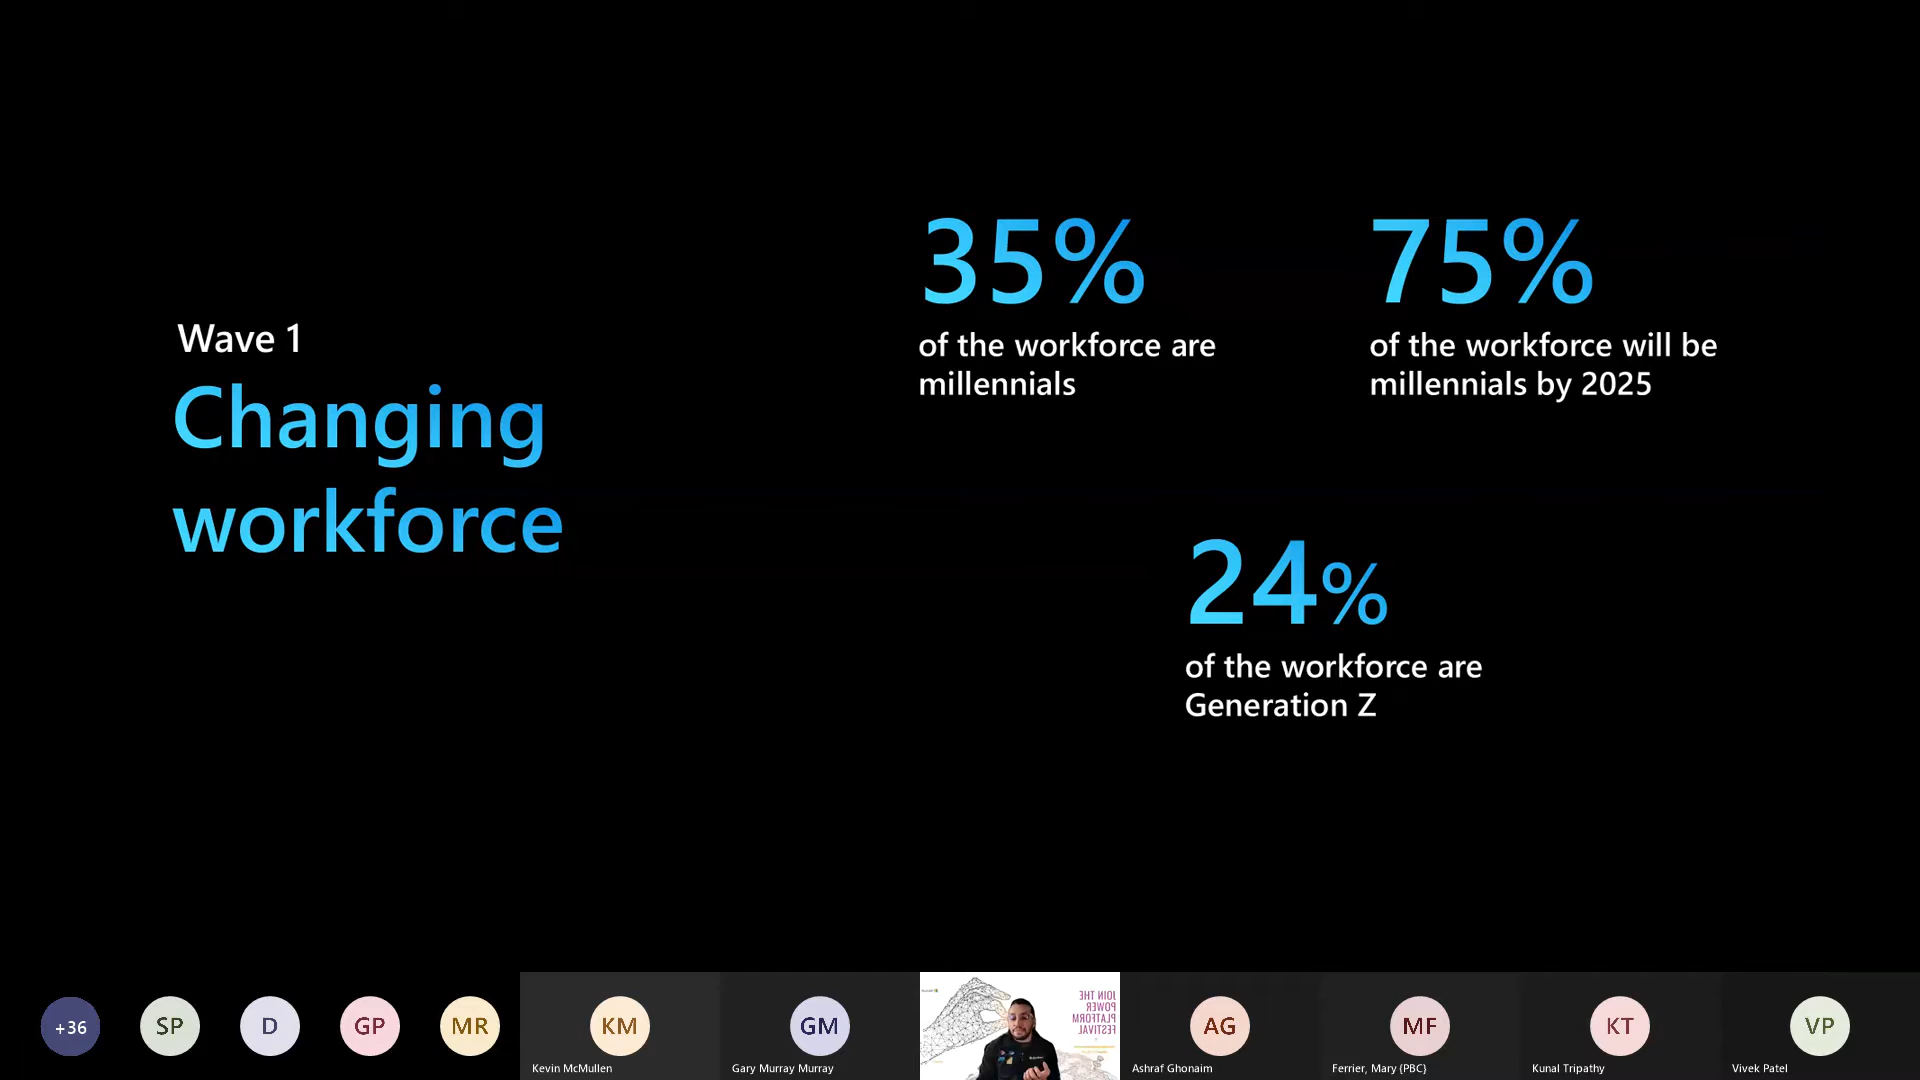 Wave 1
Changing
workforce
35%
of the workforce are
millennials
75%
of the workforce will be
millennials by 2025
24%
of the workforce are
Generation Z
+36
SP
D
GP
MR
KM
Kevin McMullen
GM
Gary Murray Murray
JOIN THE
POWER
PLATFORM
FESTIVAL
AG
Ashraf Ghonaim
MF
Ferrier, Mary (PBC)
KT
Kunal Tripathy
VP
Vivek Patel